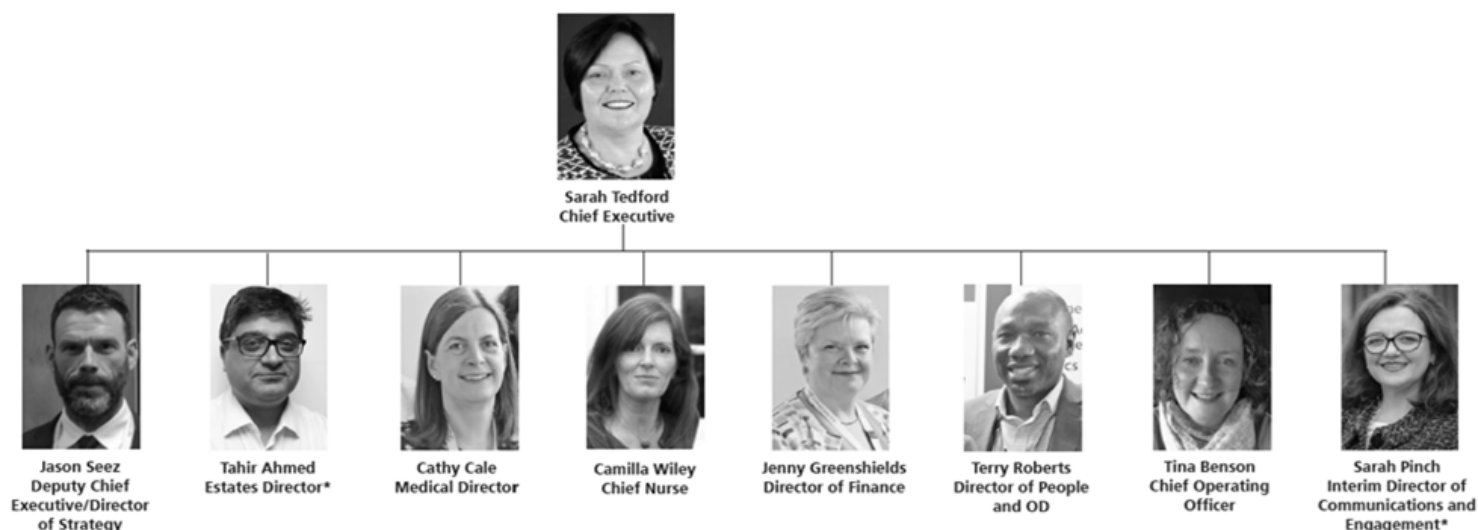 Sarah Tedford
Chief Executive
Jason Seez
Deputy Chief
Executive/Director
of Strategy
Tahir Ahmed
Estates Director*
Cathy Cale
Medical Director
Camilla Wiley
Chief Nurse
Jenny Greenshields
Director of Finance
Terry Roberts
Director of People
and OD
Tina Benson
Chief Operating
Officer
Sarah Pinch
Interim Director of
Communications and
Engagement*